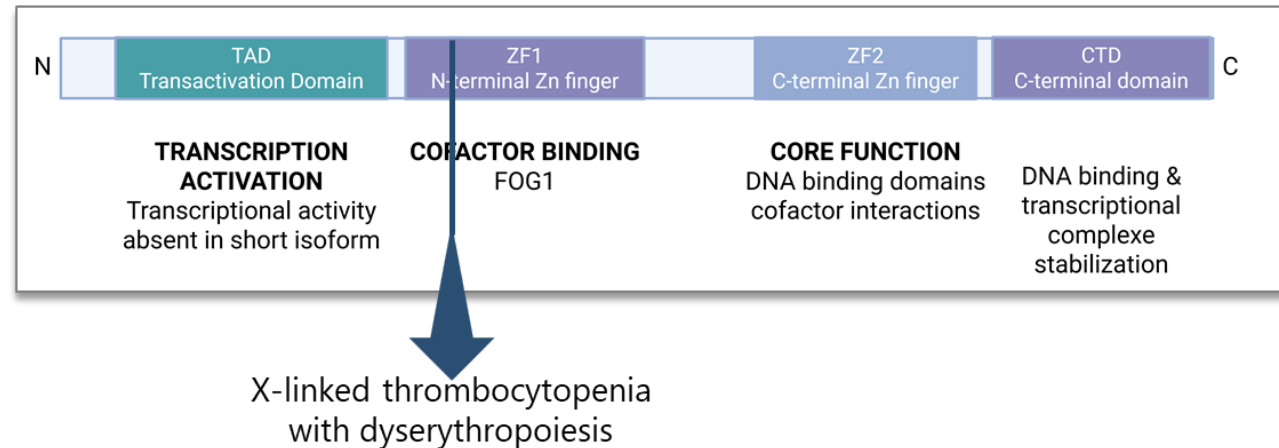 N
TAD
Transactivation Domain
ZF1
N-terminal Zn finger
ZF2
C-terminal Zn finger
CTD
C-terminal domain
C
TRANSCRIPTION
ACTIVATION
Transcriptional activity
absent in short isoform
COFACTOR BINDING
FOG1
CORE FUNCTION
DNA binding domains
cofactor interactions
DNA binding &
transcriptional
complexe
stabilization
X-linked thrombocytopenia
with dyserythropoiesis